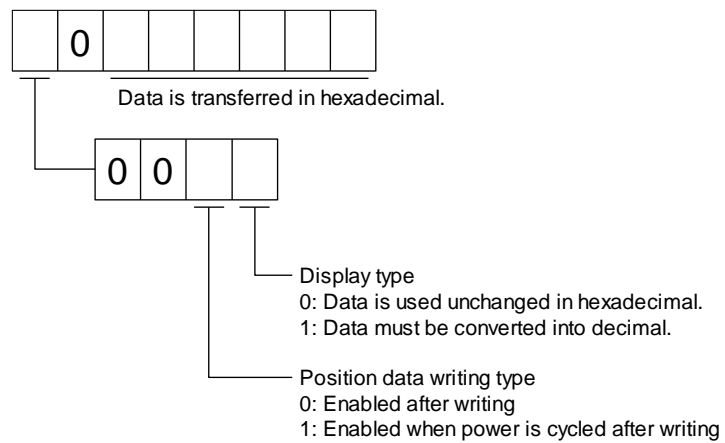 0
Data is transferred in hexadecimal.
0 0
Display type
0: Data is used unchanged in hexadecimal.
1: Data must be converted into decimal.
Position data writing type
0: Enabled after writing
1: Enabled when power is cycled after writing